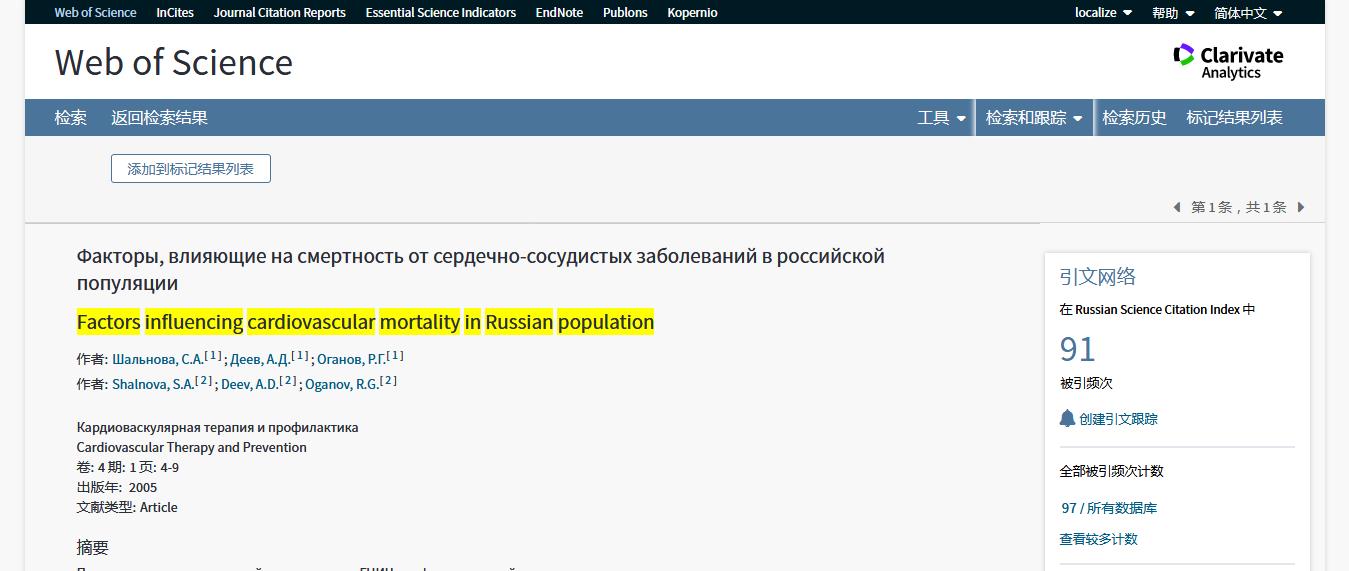 Web of Science InCites Journal Citation Reports Essential Science Indicators EndNote Publons Kopernio localize 帮助 简体中文
Web of Science
Clarivate
Analytics
检索 返回检索结果 工具 检索和跟踪 检索历史 标记结果列表
添加到标记结果列表
第 1 条，共 1 条
Факторы, влияющие на смертность от сердечно-сосудистых заболеваний в российской
популяции
Factors influencing cardiovascular mortality in Russian population
作者: Шальнова, С.А.[1]; Деев, А.Д.[1]; Оганов, Р.Г.[1]
作者: Shalnova, S.A.[2]; Deev, A.D.[2]; Oganov, R.G.[2]
Кардиоваскулярная терапия и профилактика
Cardiovascular Therapy and Prevention
卷: 4 期: 1 页: 4-9
出版年: 2005
文献类型: Article
摘要
引文网络
在 Russian Science Citation Index 中
91
被引频次
创建引文跟踪
全部被引频次计数
97 / 所有数据库
查看较多计数